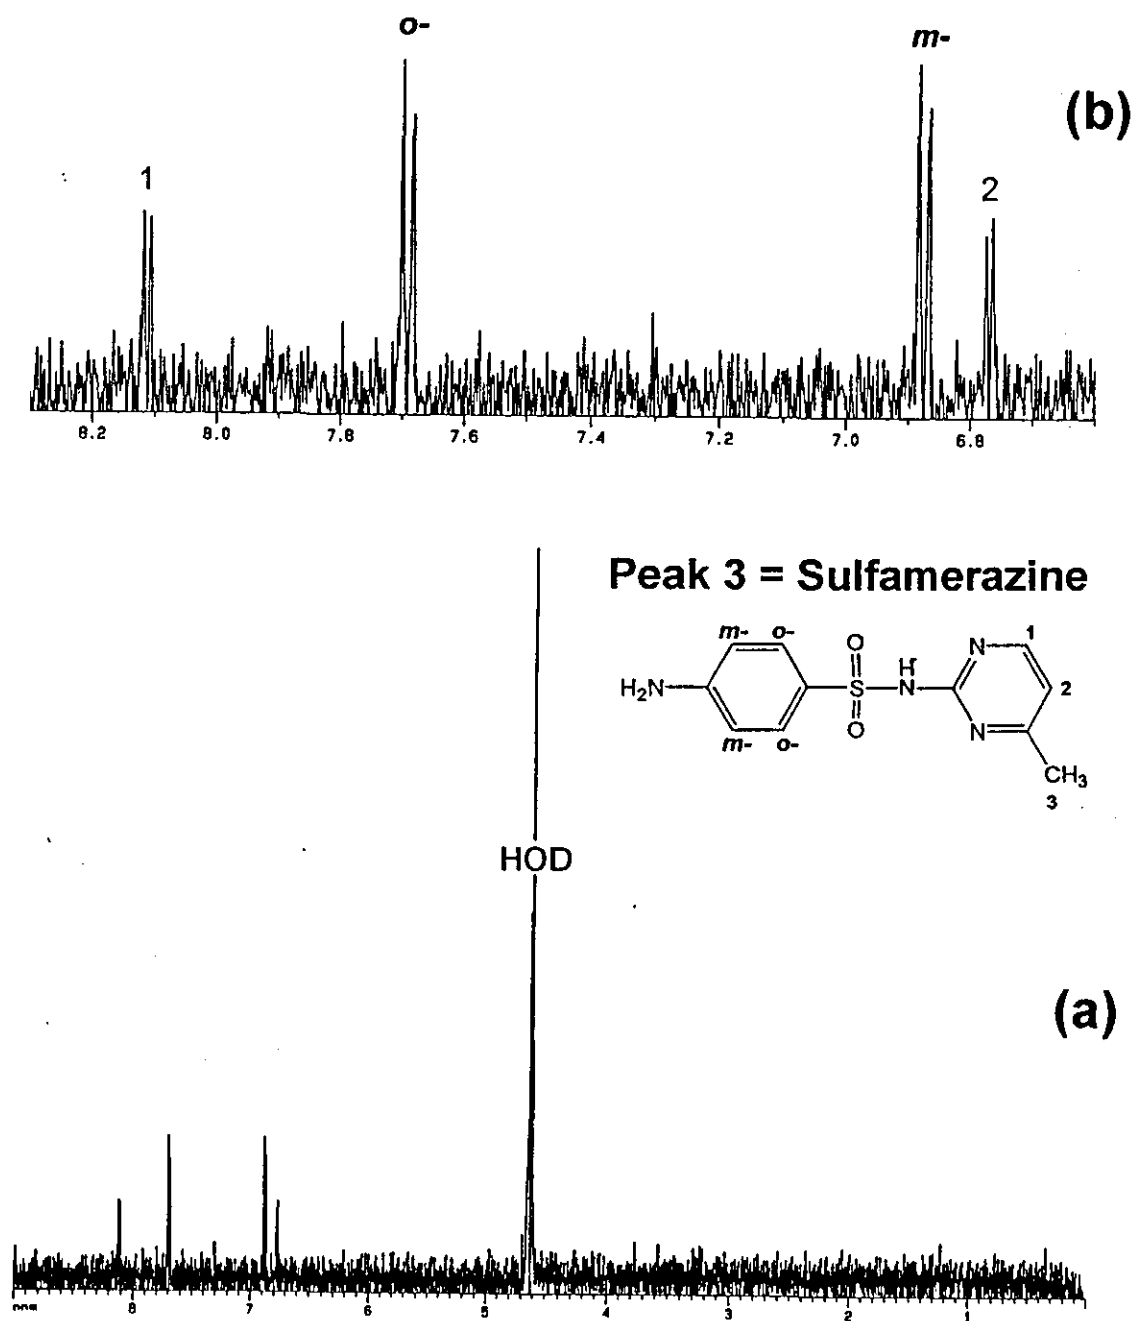 o- m-
(b)
1 2
8.2 8.0 7.8 7.6 7.4 7.2 7.0 6.8
Peak 3 = Sulfamerazine
m- o- O H N 1
H₂N S N 2
m- o- O N CH₃
3
HOD
(a)
8 7 6 5 4 3 2 1